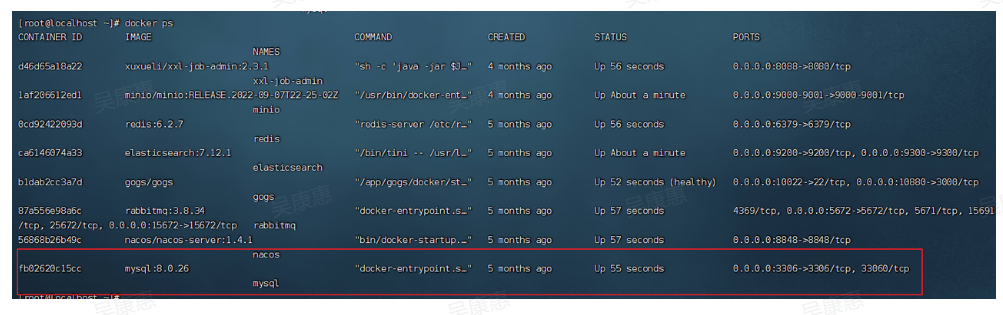 [root@localhost ~]# docker ps
CONTAINER ID IMAGE COMMAND CREATED STATUS PORTS
NAMES
d46d65a18a22 xuxueli/xxl-job-admin:2.3.1 "sh -c 'java -jar $J…" 4 months ago Up 56 seconds 0.0.0.0:8088->8080/tcp
xxl-job-admin
1af206612ed1 minio/minio:RELEASE.2022-09-07T22-25-02Z "/usr/bin/docker-ent…" 4 months ago Up About a minute 0.0.0.0:9000-9001->9000-9001/tcp
minio
0cd92422093d redis:6.2.7 "redis-server /etc/r…" 5 months ago Up 56 seconds 0.0.0.0:6379->6379/tcp
redis
ca6146074a33 elasticsearch:7.12.1 "/bin/tini -- /usr/l…" 5 months ago Up About a minute 0.0.0.0:9200->9200/tcp, 0.0.0.0:9300->9300/tcp
elasticsearch
b1dab2cc3a7d gogs/gogs "/app/gogs/docker/st…" 5 months ago Up 52 seconds (healthy) 0.0.0.0:10022->22/tcp, 0.0.0.0:10880->3000/tcp
gogs
87a556e98a6c rabbitmq:3.8.34 "docker-entrypoint.s…" 5 months ago Up 57 seconds 4369/tcp, 0.0.0.0:5672->5672/tcp, 5671/tcp, 15691
/tcp, 25672/tcp, 0.0.0.0:15672->15672/tcp rabbitmq
56868b26b49c nacos/nacos-server:1.4.1 "bin/docker-startup.…" 5 months ago Up 57 seconds 0.0.0.0:8848->8848/tcp
nacos
fb02620c15cc mysql:8.0.26 "docker-entrypoint.s…" 5 months ago Up 55 seconds 0.0.0.0:3306->3306/tcp, 33060/tcp
mysql
[root@localhost ~]#
吴康惠